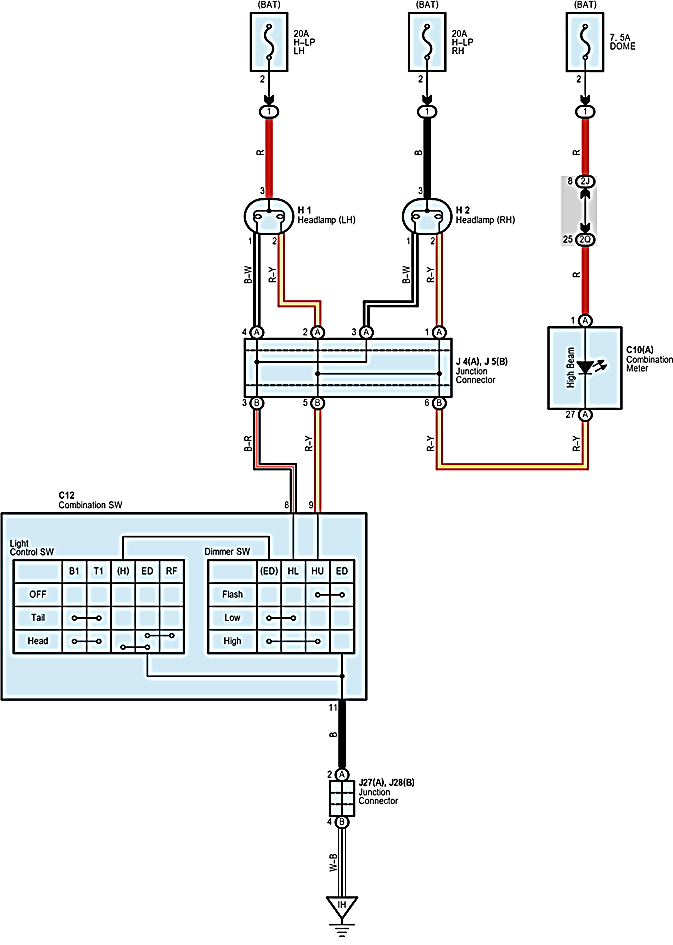 (BAT) (BAT) (BAT)
20A
H-LP
LH
20A
H-LP
RH
7. 5A
DOME
2 2 2
1 1 1
R B R
8 2J
25 2Q
R
3 3
H 1
Headlamp (LH)
H 2
Headlamp (RH)
1 2 1 2
B-W R-Y B-W R-Y
4 A 2 A 3 A 1 A
1 A
High Beam
C10(A)
Combination
Meter
27 A
J 4(A), J 5(B)
Junction
Connector
3 B 5 B 6 B
B-R R-Y R-Y R-Y
C12
Combination SW
8 9
Light
Control SW
Dimmer SW
B1 T1 (H) ED RF
OFF
Tail
Head
(ED) HL HU ED
Flash
Low
High
11
B
2 A
J27(A), J28(B)
Junction
Connector
4 B
W-B
IH